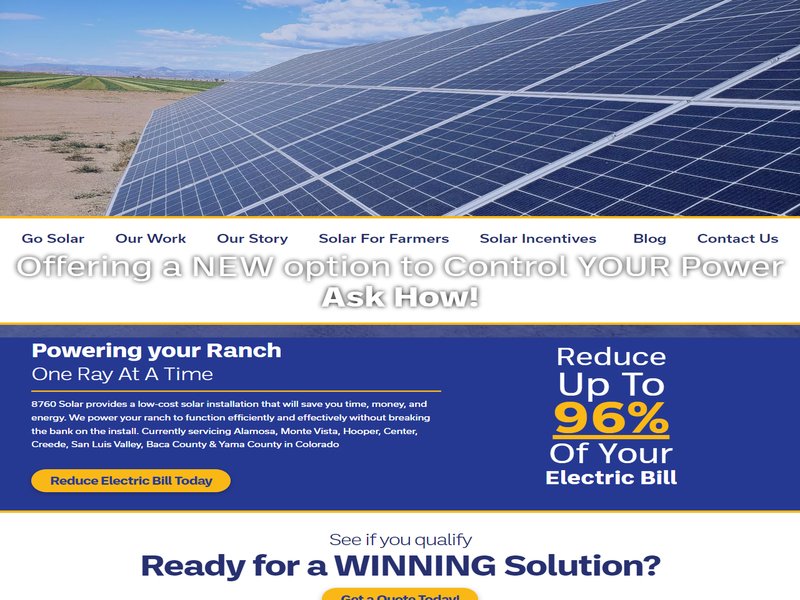 Go Solar Our Work Our Story Solar For Farmers Solar Incentives Blog Contact Us
Offering a NEW option to Control YOUR Power
Ask How!
Powering your Ranch
One Ray At A Time
8760 Solar provides a low-cost solar installation that will save you time, money, and
energy. We power your ranch to function efficiently and effectively without breaking
the bank on the install. Currently servicing Alamosa, Monte Vista, Hooper, Center,
Creede, San Luis Valley, Baca County & Yama County in Colorado
Reduce Electric Bill Today
Reduce
Up To
96%
Of Your
Electric Bill
See if you qualify
Ready for a WINNING Solution?
Get a Quote Today!